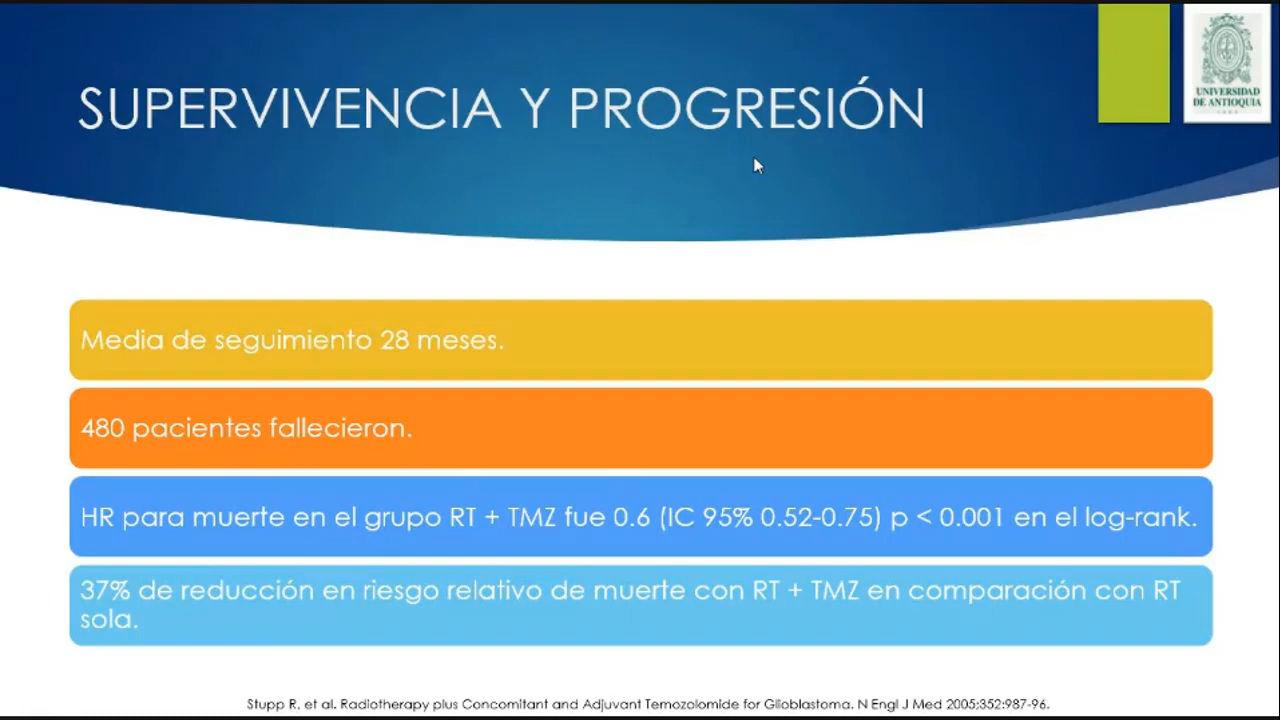 SUPERVIVENCIA Y PROGRESIÓN
UNIVERSIDAD
DE ANTIOQUIA
Media de seguimiento 28 meses.
480 pacientes fallecieron.
HR para muerte en el grupo RT + TMZ fue 0.6 (IC 95% 0.52-0.75) p < 0.001 en el log-rank.
37% de reducción en riesgo relativo de muerte con RT + TMZ en comparación con RT
sola.
Stupp R, et al. Radiotherapy plus Concomitant and Adjuvant Temozolomide for Glioblastoma. N Engl J Med 2005;352:987-96.